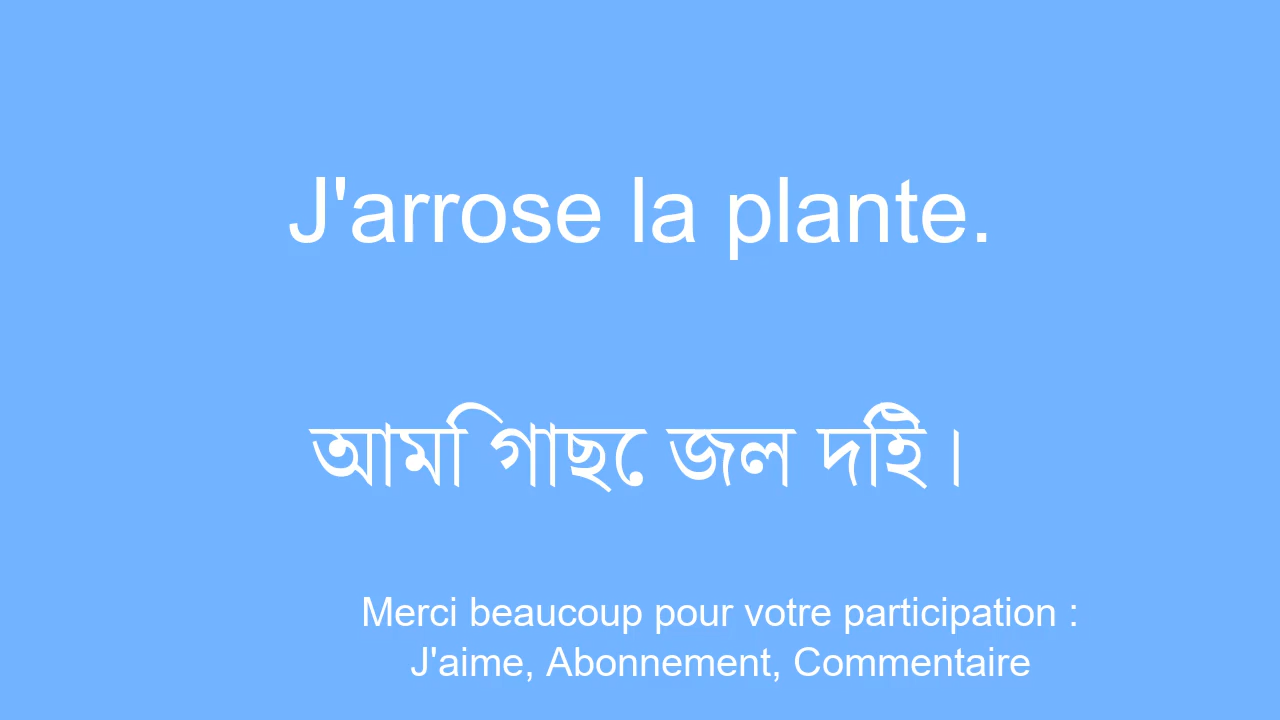 J'arrose la plante.
আমি গাছে জল দিই।
Merci beaucoup pour votre participation :
J'aime, Abonnement, Commentaire